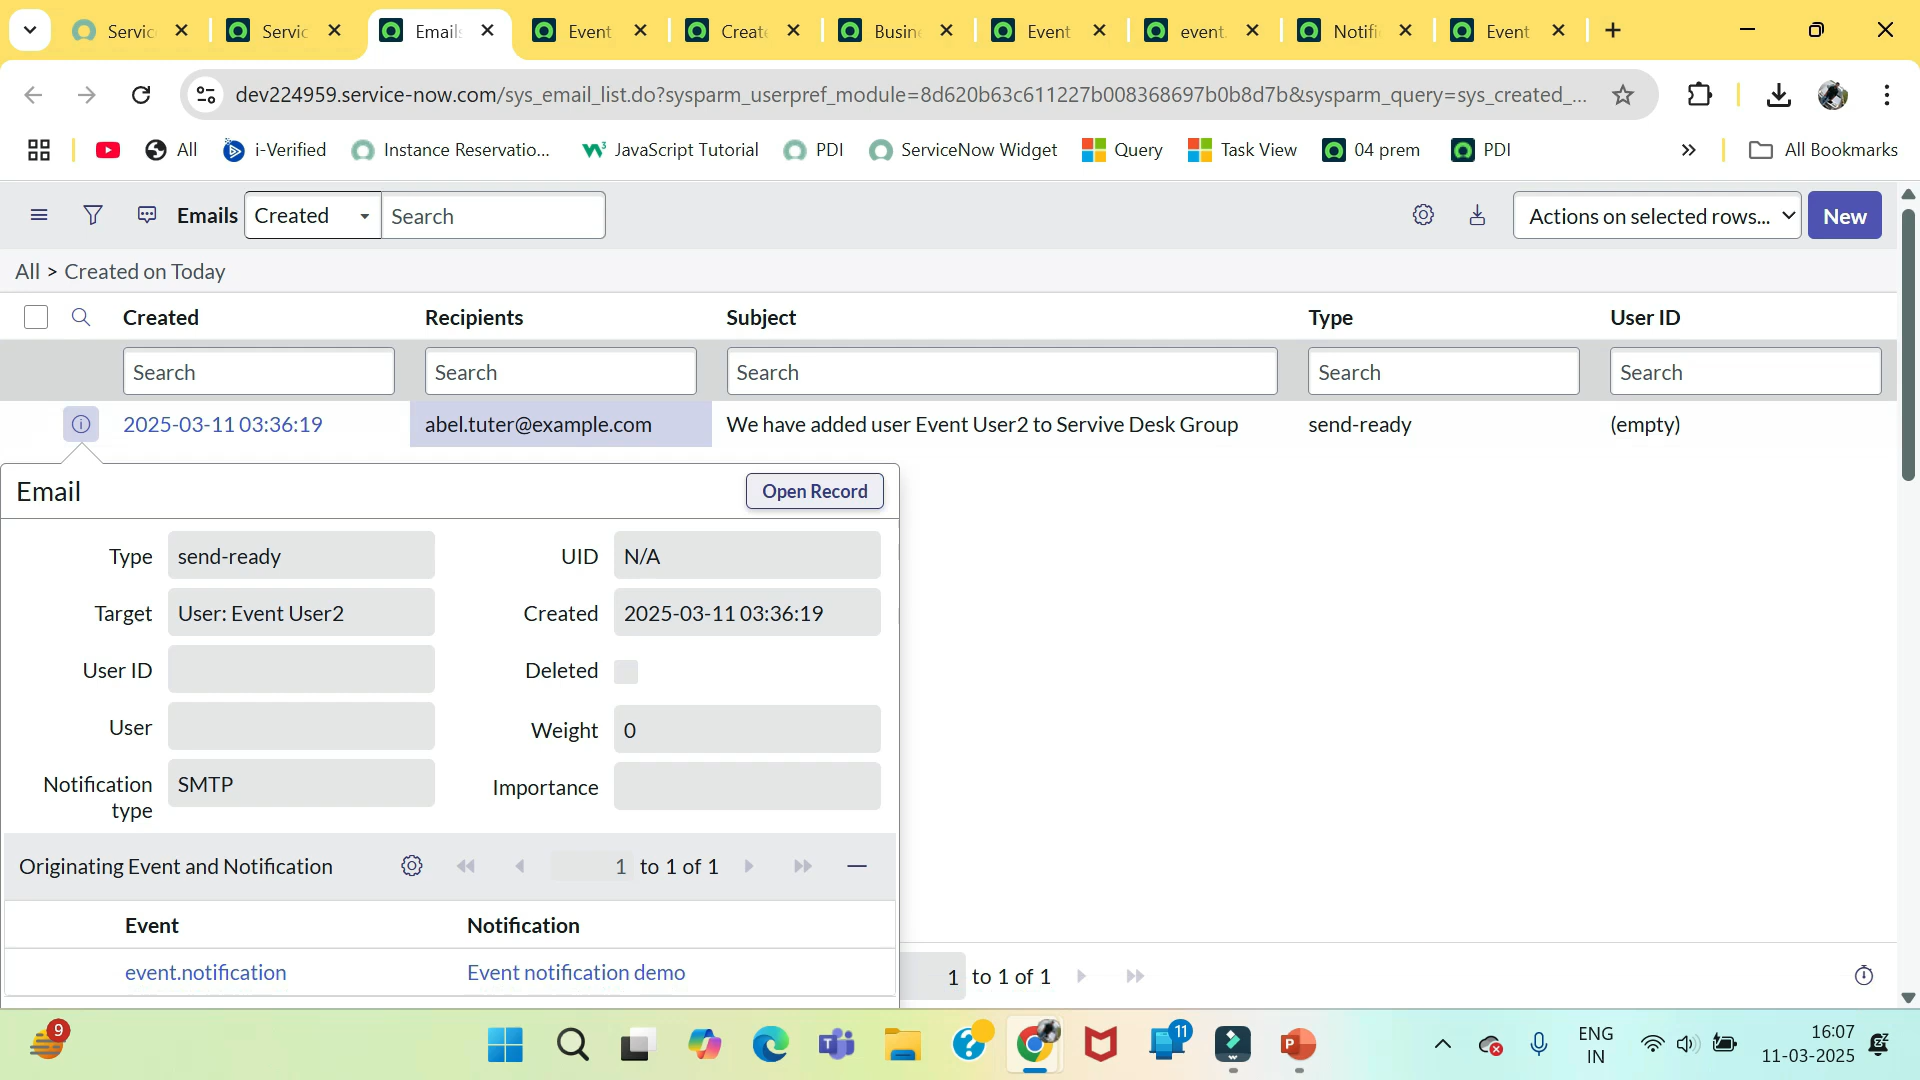 Servic
Servic
Emails
Event
Create
Busine
Event
event.
Notifi
Event
dev224959.service-now.com/sys_email_list.do?sysparm_userpref_module=8d620b63c611227b008368697b0b8d7b&sysparm_query=sys_created_...
All
i-Verified
Instance Reservatio...
JavaScript Tutorial
PDI
ServiceNow Widget
Query
Task View
04 prem
PDI
All Bookmarks
Emails
Created
Search
Actions on selected rows...
New
All > Created on Today
Created Recipients Subject Type User ID
Search Search Search Search Search
2025-03-11 03:36:19 abel.tuter@example.com We have added user Event User2 to Servive Desk Group send-ready (empty)
Email
Open Record
Type send-ready UID N/A
Target User: Event User2 Created 2025-03-11 03:36:19
User ID Deleted
User Weight 0
Notification type SMTP Importance
Originating Event and Notification 1 to 1 of 1
Event Notification
event.notification Event notification demo
1 to 1 of 1
9
11
ENG
IN
16:07
11-03-2025